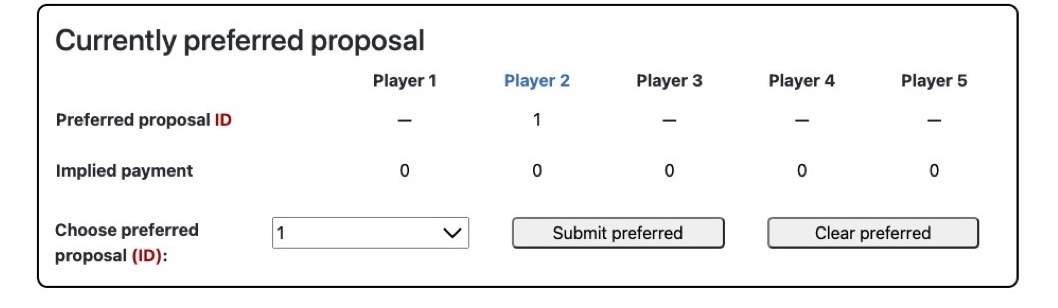 Currently preferred proposal
Player 1 Player 2 Player 3 Player 4 Player 5
Preferred proposal ID — 1 — — —
Implied payment 0 0 0 0 0
Choose preferred
proposal (ID):
1 Submit preferred Clear preferred